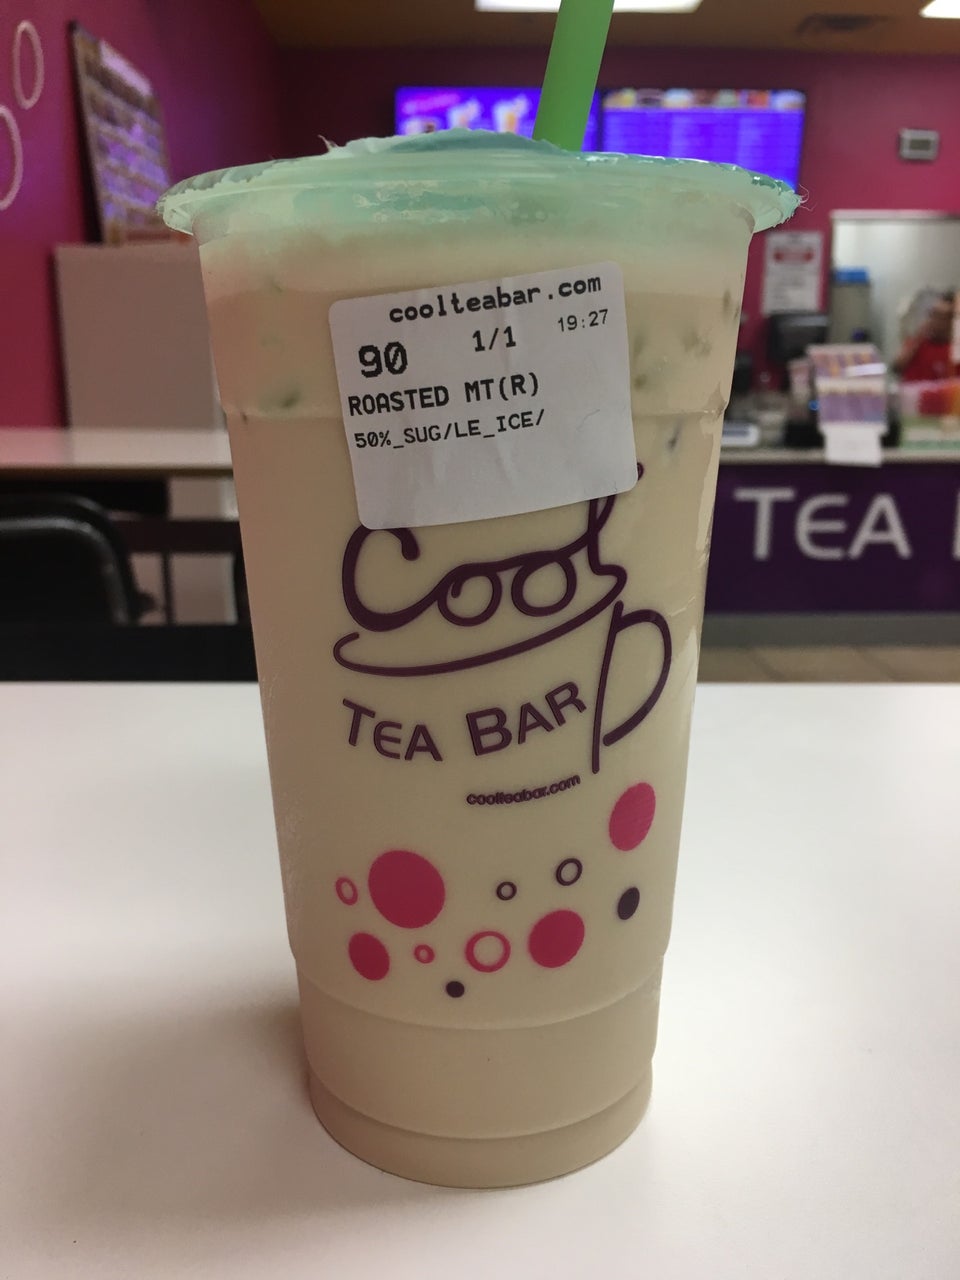 coolteabar.com
90 1/1 19:27
ROASTED MT(R)
50%_SUG/LE_ICE/
Cool
TEA BAR
coolteabar.com
TEA